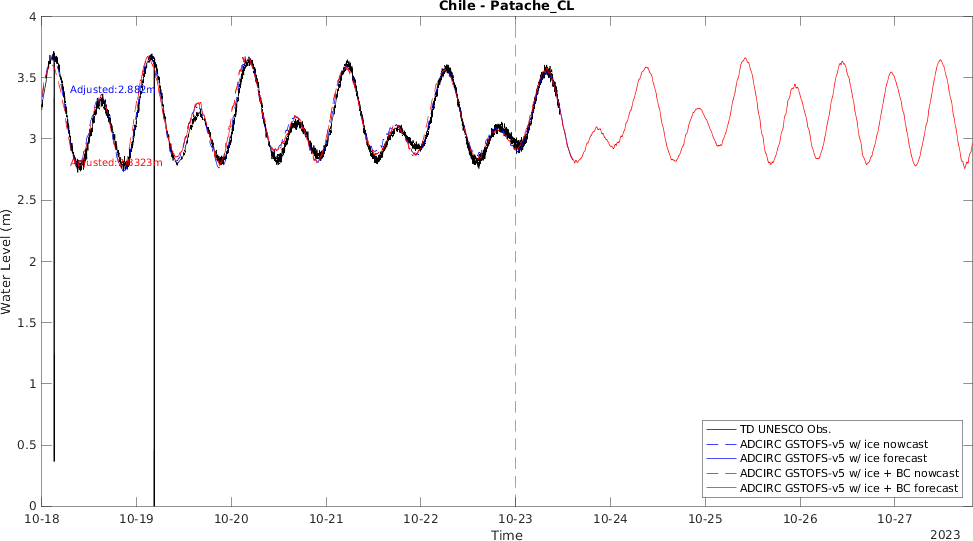 Chile - Patache_CL
4
3.5
3
2.5
2
1.5
1
0.5
0
Water Level (m)
Adjusted:2.882m
10-18
10-19
10-20
10-21
10-22
10-23
10-24
10-25
10-26
10-27
Time
2023
TD UNESCO Obs.
ADCIRC GSTOFS-v5 w/ ice nowcast
ADCIRC GSTOFS-v5 w/ ice forecast
ADCIRC GSTOFS-v5 w/ ice + BC nowcast
ADCIRC GSTOFS-v5 w/ ice + BC forecast